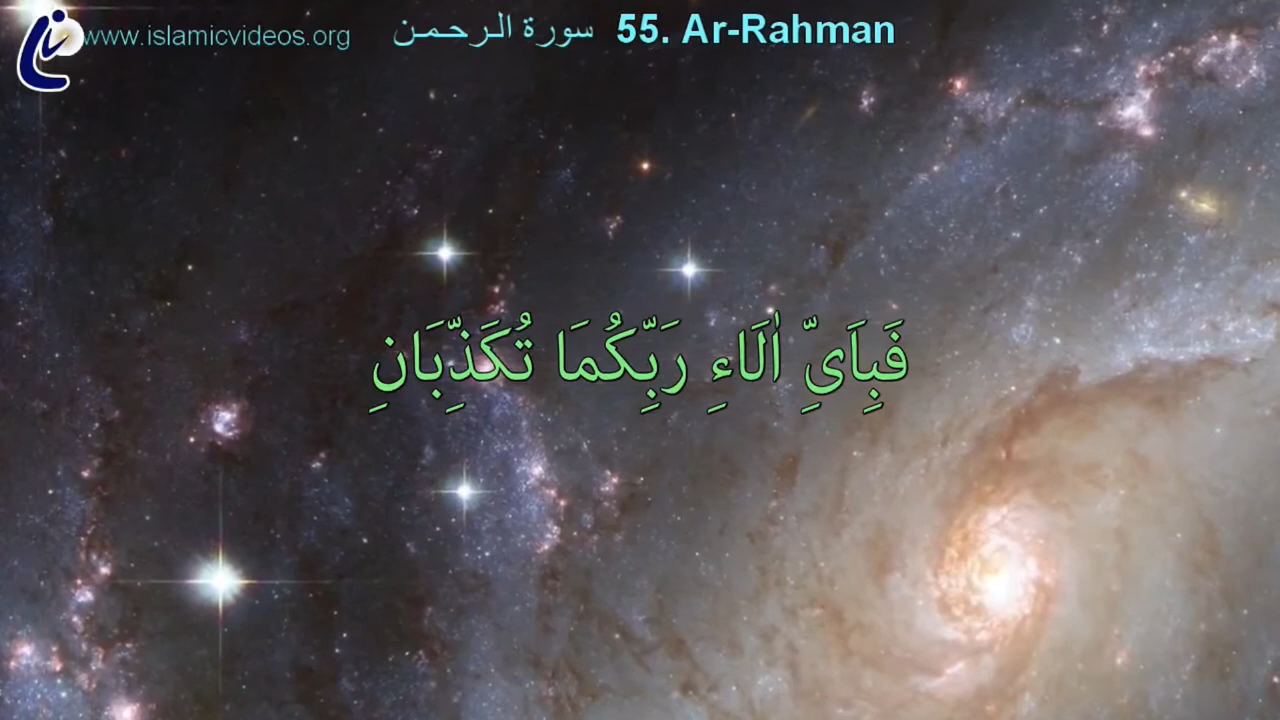 www.islamicvideos.org سورة الرحمن 55. Ar-Rahman
فَبِاَىِّ اٰلَاۤءِ رَبِّكُمَا تُكَذِّبَانِ